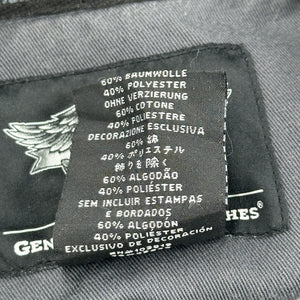 60% BAUMWOLLE
40% POLYESTER
OHNE VERZIERUNG
60% COTONE
40% POLIESTERE
DECORAZIONE ESCLUSIVA
60% 綿
40% ポリエステル
飾りを除く
60% ALGODÃO
40% POLIÉSTER
SEM INCLUIR ESTAMPAS
E BORDADOS
60% ALGODÓN
40% POLIÉSTER
EXCLUSIVO DE DECORACIÓN
GEN
HES®